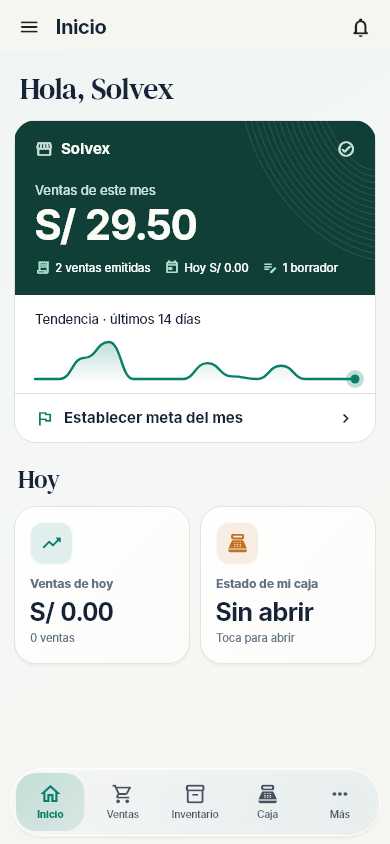 Inicio
Hola, Solvex
Solvex
Ventas de este mes
S/ 29.50
2 ventas emitidas Hoy S/ 0.00 1 borrador
Tendencia · últimos 14 días
Establecer meta del mes
Hoy
Ventas de hoy
S/ 0.00
0 ventas
Estado de mi caja
Sin abrir
Toca para abrir
Inicio Ventas Inventario Caja Más